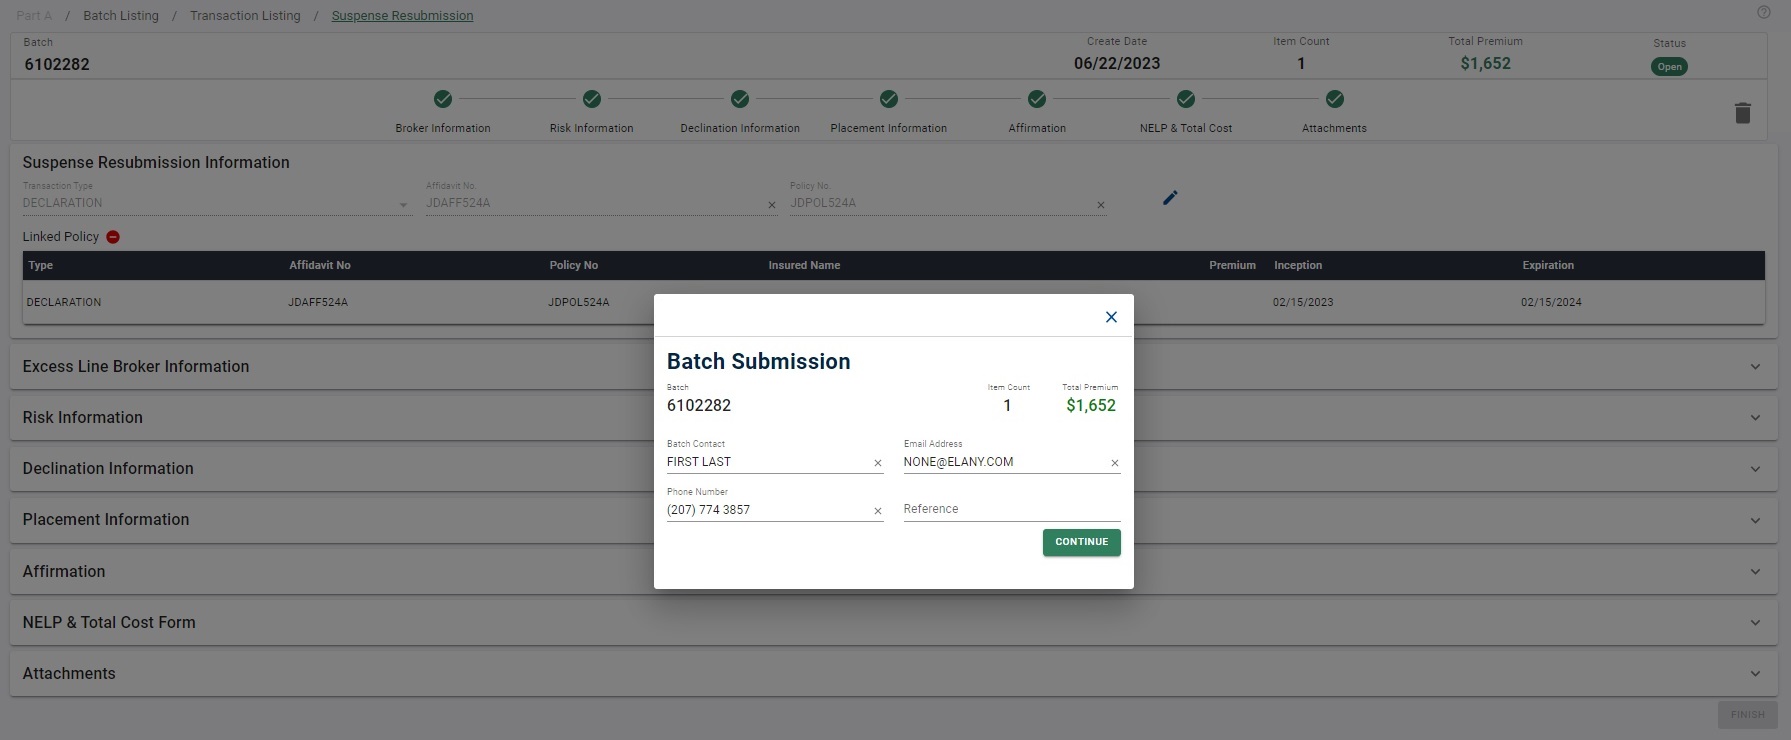 Part A / Batch Listing / Transaction Listing / Suspense Resubmission
Batch Create Date Item Count Total Premium Status
6102282 06/22/2023 1 $1,652 Open
Broker Information Risk Information Declination Information Placement Information Affirmation NELP & Total Cost Attachments
Suspense Resubmission Information
Transaction Type Affidavit No. Policy No.
DECLARATION JDAFF524A JDPOL524A
Linked Policy
Type Affidavit No Policy No Insured Name Premium Inception Expiration
DECLARATION JDAFF524A JDPOL524A 02/15/2023 02/15/2024
Excess Line Broker Information
Risk Information
Declination Information
Placement Information
Affirmation
NELP & Total Cost Form
Attachments
FINISH
Batch Submission
Batch Item Count Total Premium
6102282 1 $1,652
Batch Contact Email Address
FIRST LAST NONE@ELANY.COM
Phone Number
(207) 774 3857 Reference
CONTINUE